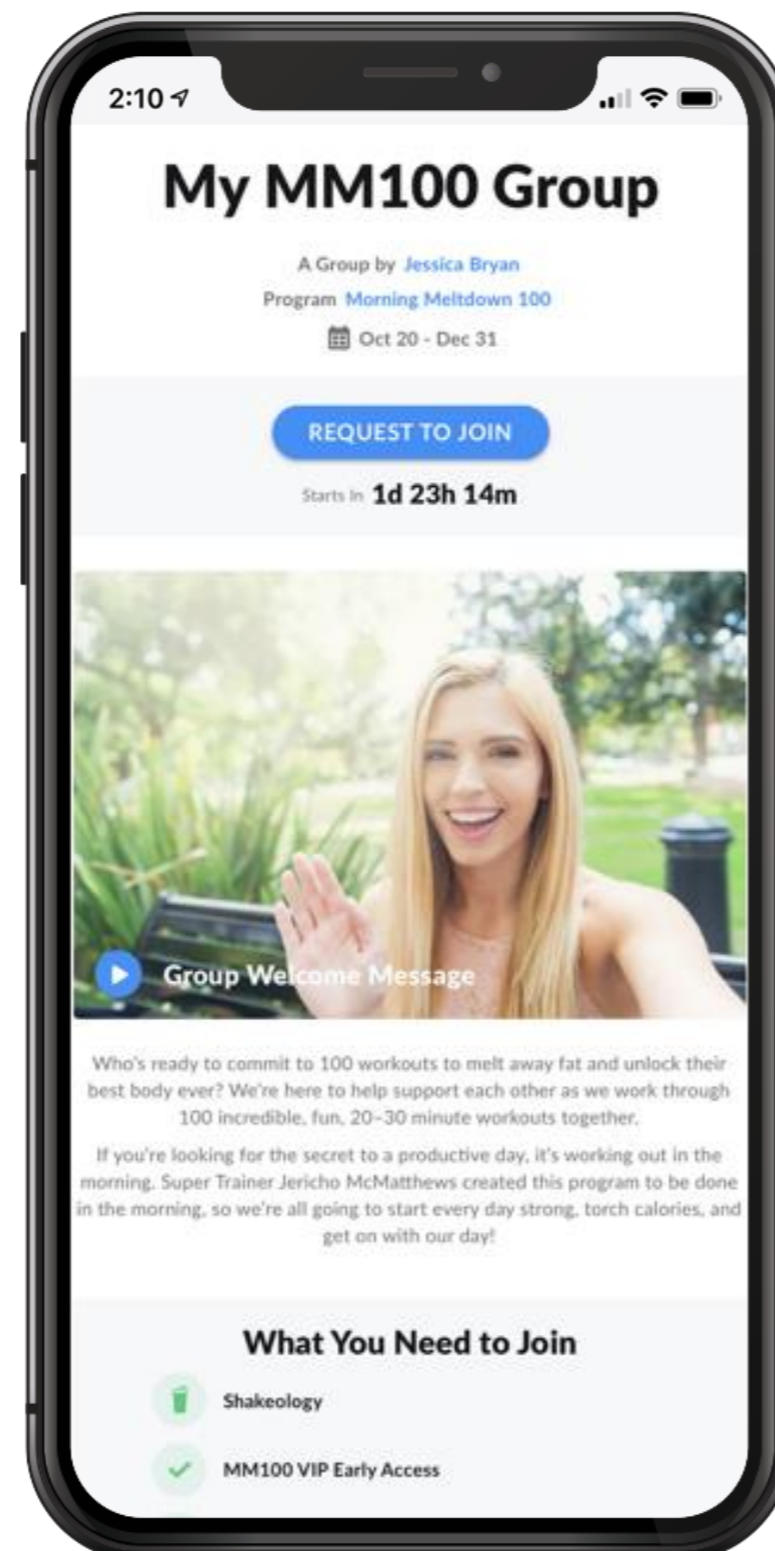 2:10
My MM100 Group
A Group by Jessica Bryan
Program Morning Meltdown 100
Oct 20 - Dec 31
REQUEST TO JOIN
Starts In 1d 23h 14m
Group Welcome Message
Who's ready to commit to 100 workouts to melt away fat and unlock their
best body ever? We're here to help support each other as we work through
100 incredible, fun, 20–30 minute workouts together.
If you're looking for the secret to a productive day, it's working out in the
morning. Super Trainer Jericho McMatthews created this program to be done
in the morning, so we're all going to start every day strong, torch calories, and
get on with our day!
What You Need to Join
Shakeology
MM100 VIP Early Access